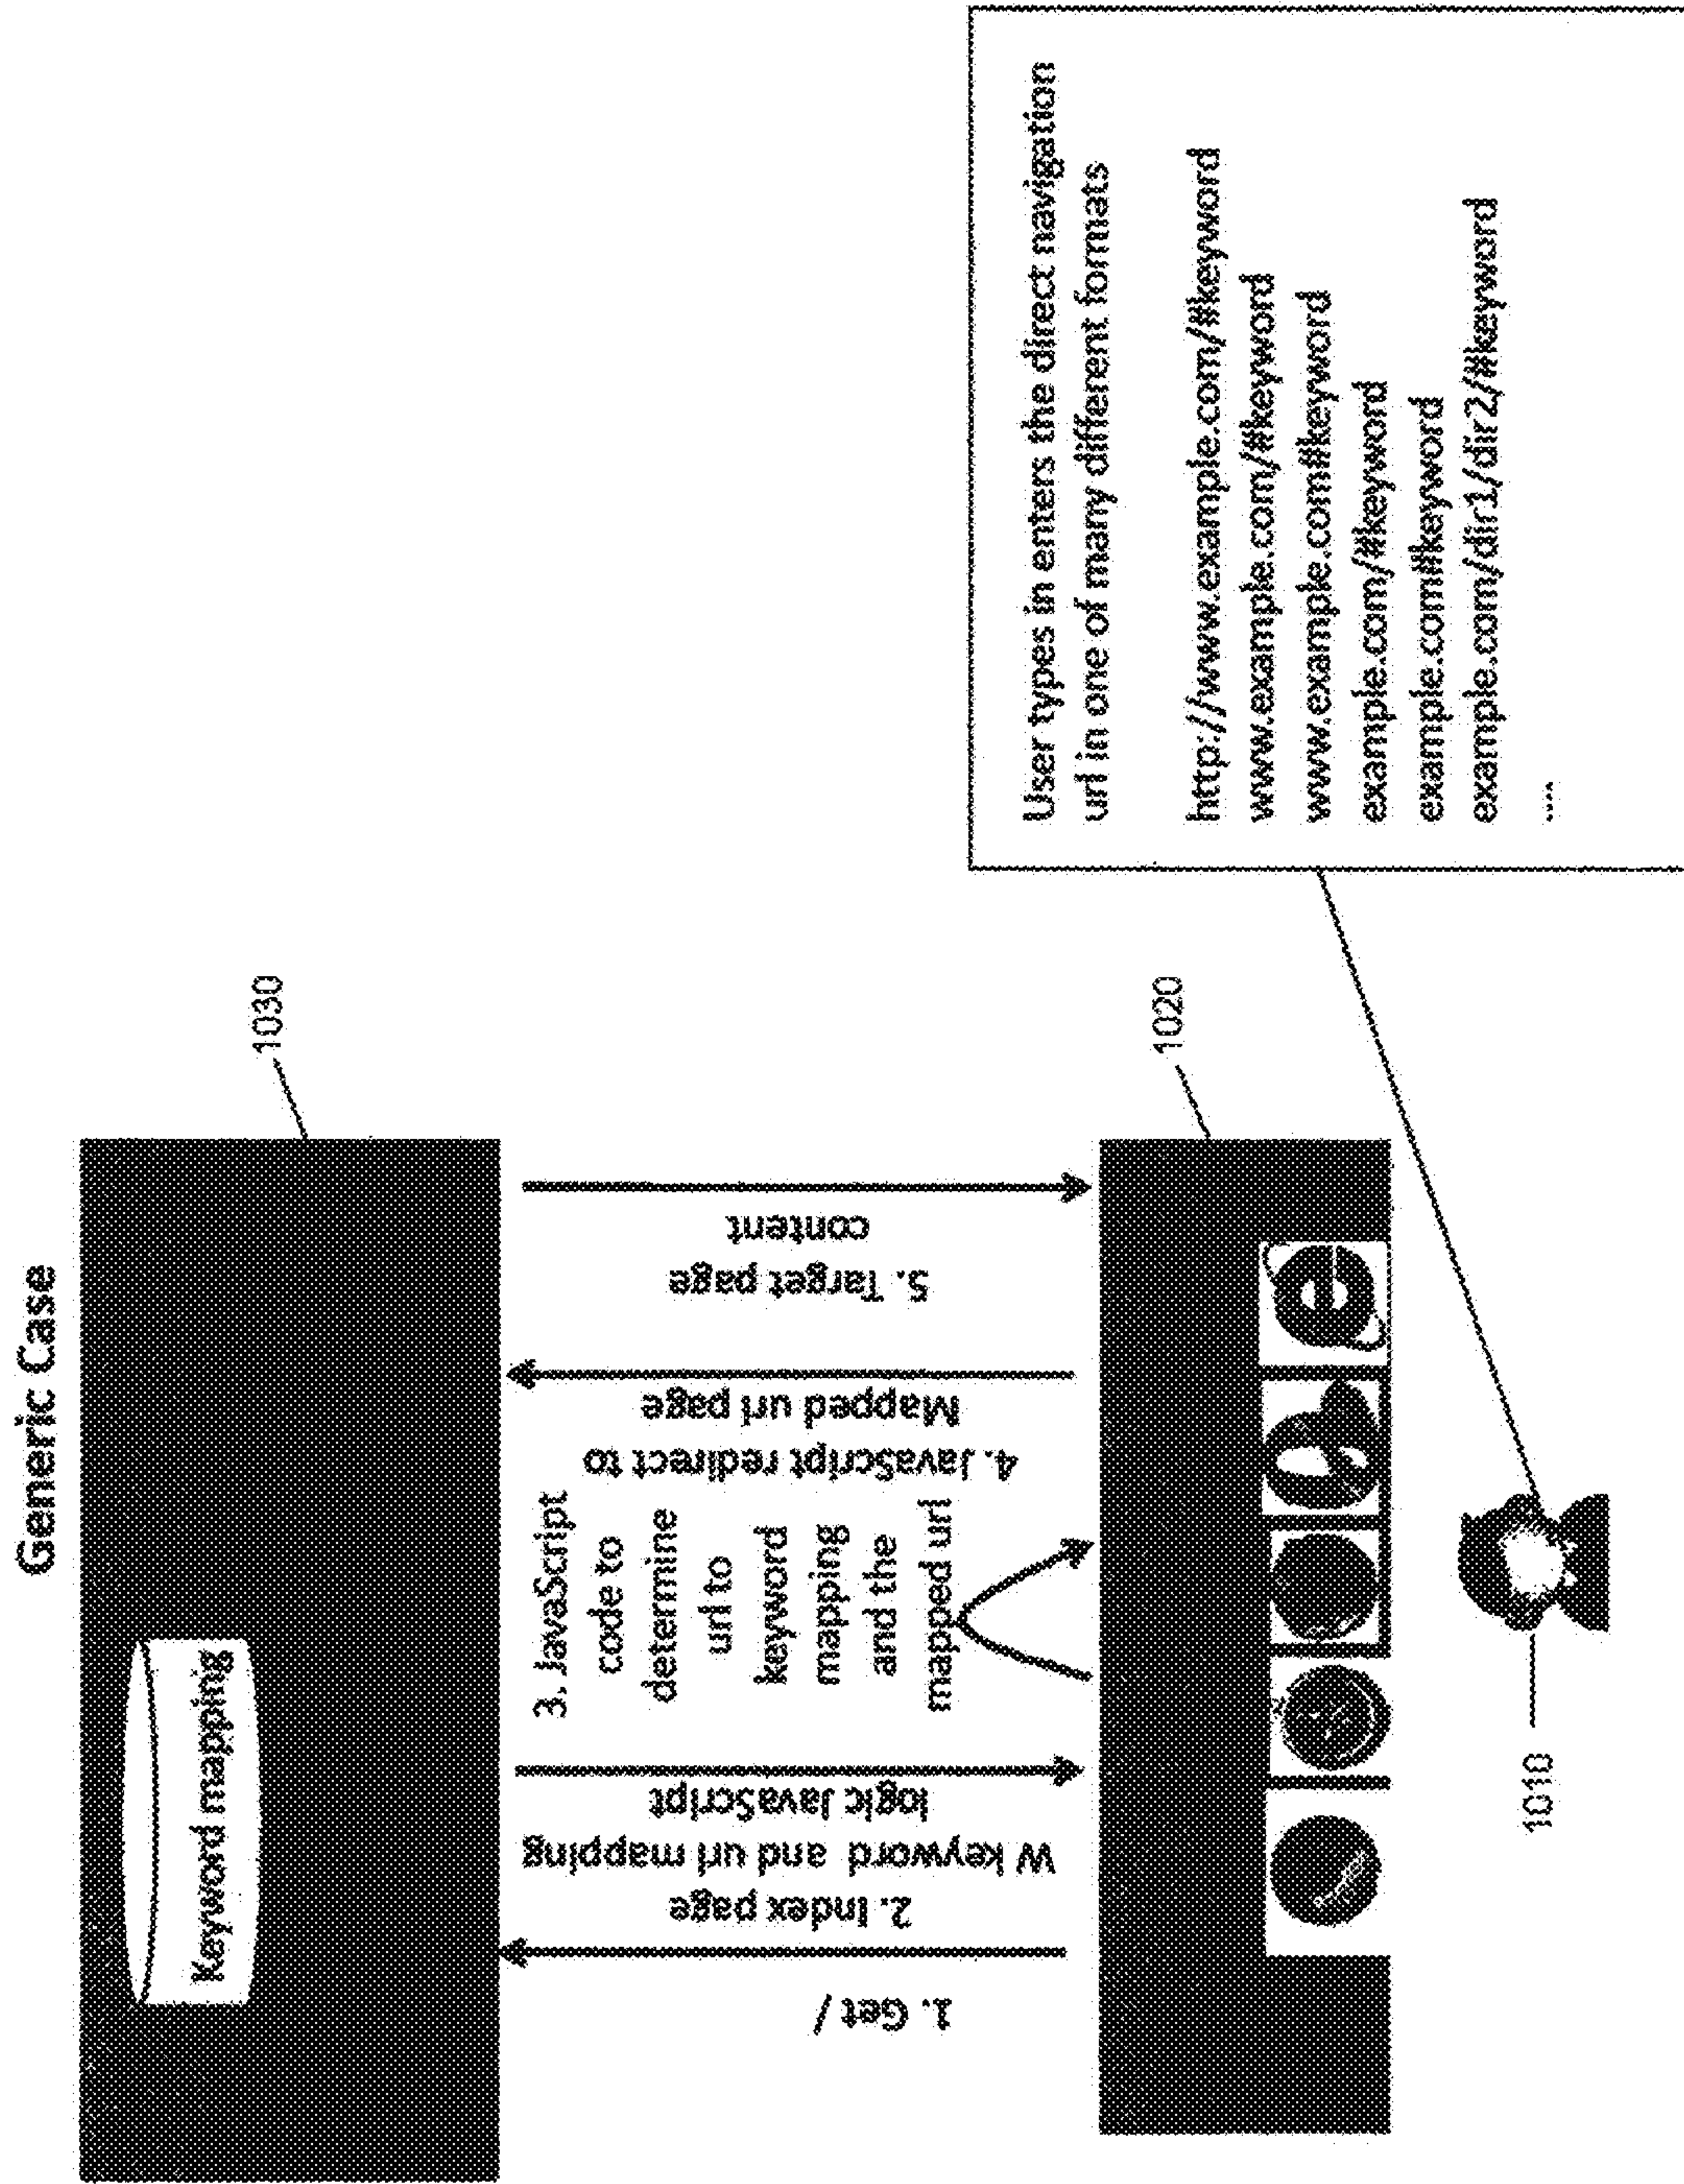 Generic Case
Keyword mapping
1030
1. Get /
2. Index page
W keyword and url mapping
logic JavaScript
3. JavaScript
code to
determine
url to
keyword
mapping
and the
mapped url
4. JavaScript redirect to
Mapped url page
5. Target page
content
1020
1010
User types in enters the direct navigation
url in one of many different formats
http://www.example.com/#keyword
www.example.com/#keyword
www.example.com#keyword
example.com/#keyword
example.com#keyword
example.com/dir1/dir2/#keyword
....